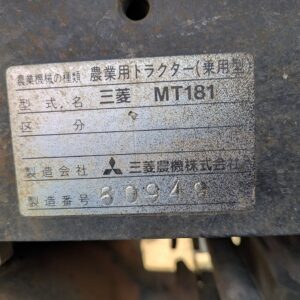 農業機械の種類 農業用トラクター(乗用型
型式名 三菱 MT181
区分
製造会社 三菱農機株式会社
製造番号 60949